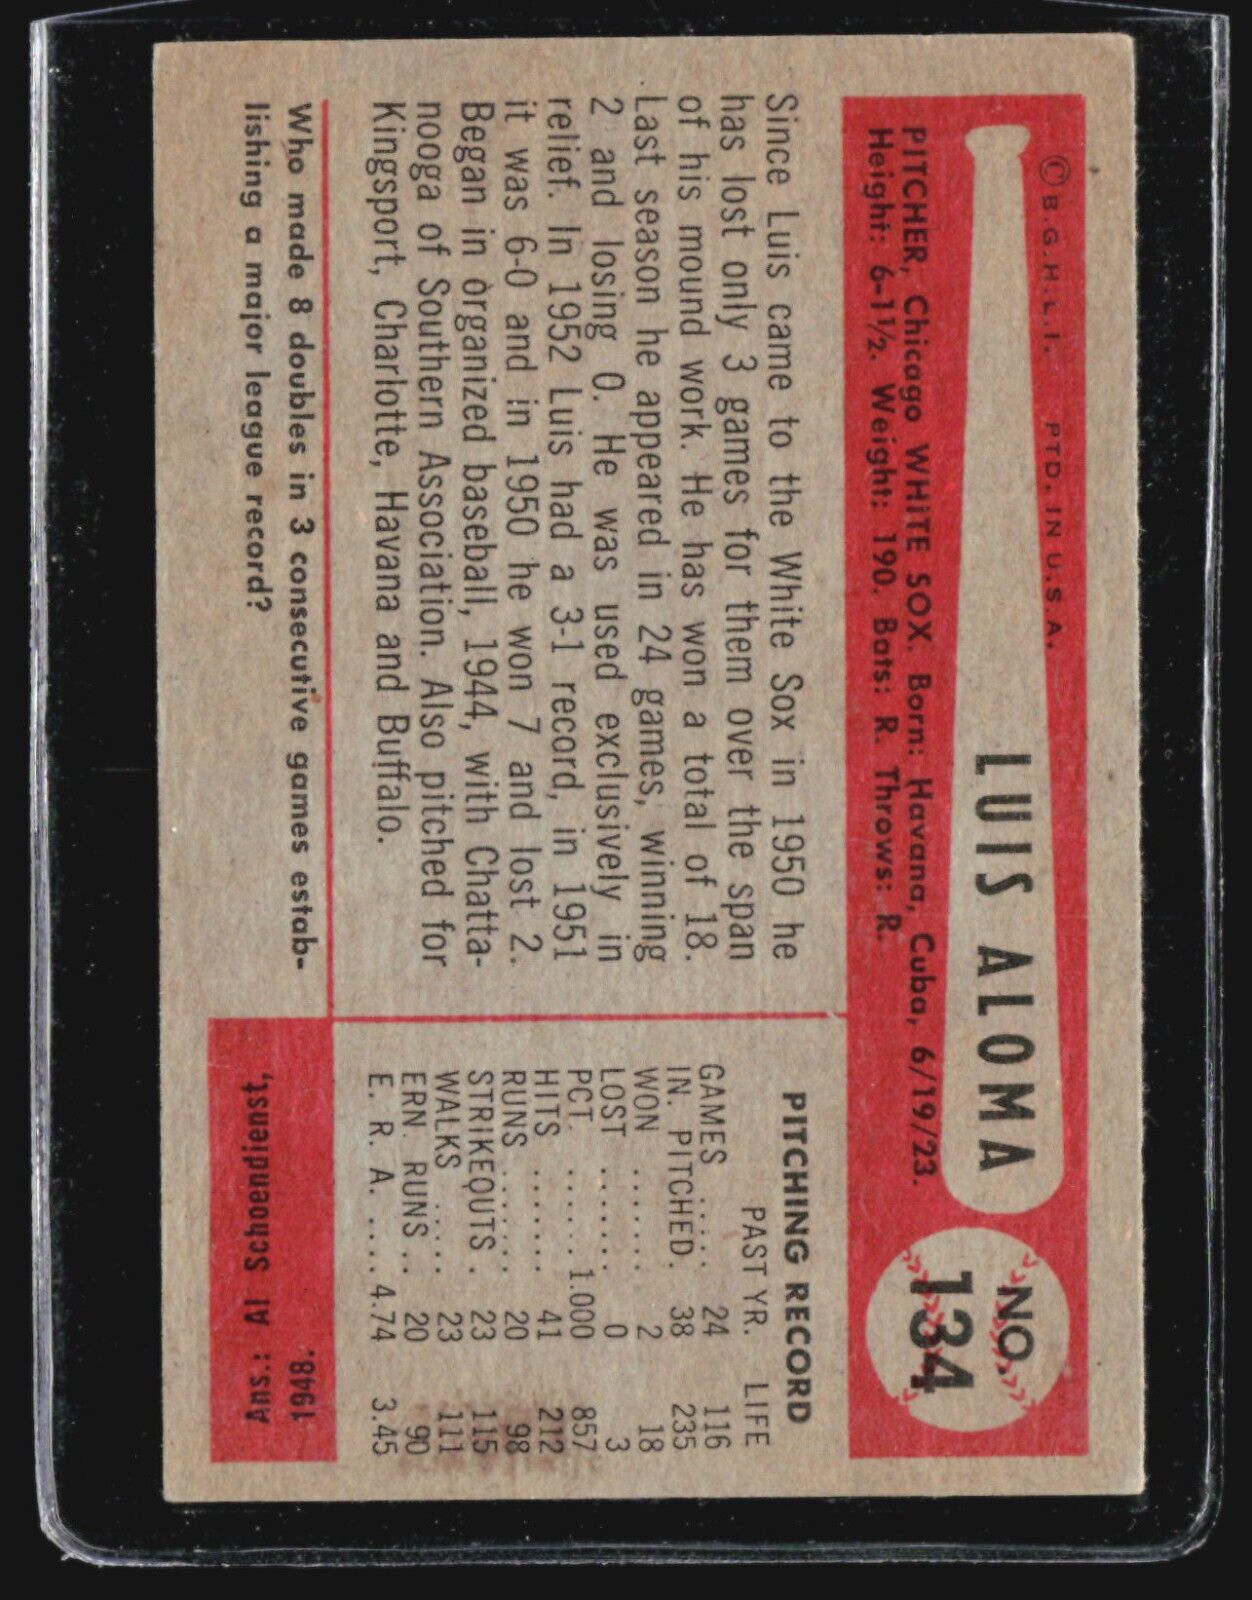 © B.G.H.L.I. PTD. IN U.S.A.
LUIS ALOMA
NO.
134
PITCHER, Chicago WHITE SOX. Born: Havana, Cuba, 6/19/23.
Height: 6-1½. Weight: 190. Bats: R. Throws: R.
Since Luis came to the White Sox in 1950 he
has lost only 3 games for them over the span
of his mound work. He has won a total of 18.
Last season he appeared in 24 games, winning
2 and losing 0. He was used exclusively in
relief. In 1952 Luis had a 3-1 record, in 1951
it was 6-0 and in 1950 he won 7 and lost 2.
Began in organized baseball, 1944, with Chatta-
nooga of Southern Association. Also pitched for
Kingsport, Charlotte, Havana and Buffalo.
PITCHING RECORD
PAST YR. LIFE
GAMES ..... 24 116
IN. PITCHED. 38 235
WON ....... 2 18
LOST ....... 0 3
PCT. ...... 1.000 857
HITS ....... 41 212
RUNS ....... 20 98
STRIKEOUTS . 23 115
WALKS ..... 23 111
ERN. RUNS .. 20 90
E. R. A. .... 4.74 3.45
Who made 8 doubles in 3 consecutive games estab-
lishing a major league record?
Ans.: Al Schoendienst,
1948.